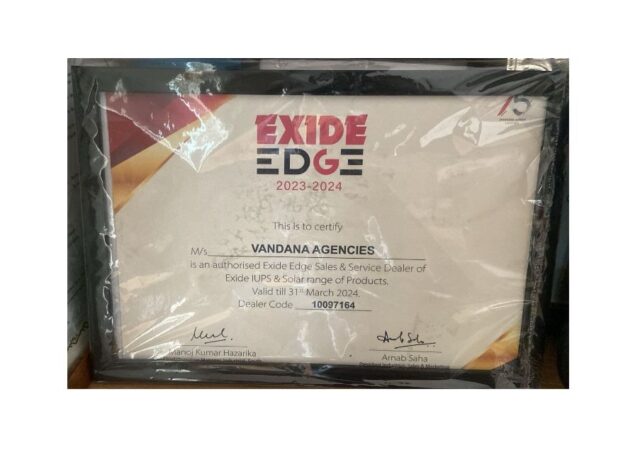 75
EXIDE
EDGE
2023-2024
This is to certify
M/s VANDANA AGENCIES
is an authorised Exide Edge Sales & Service Dealer of
Exide IUPS & Solar range of Products.
Valid till 31st March 2024.
Dealer Code 10097164
Manoj Kumar Hazarika
Arnab Saha